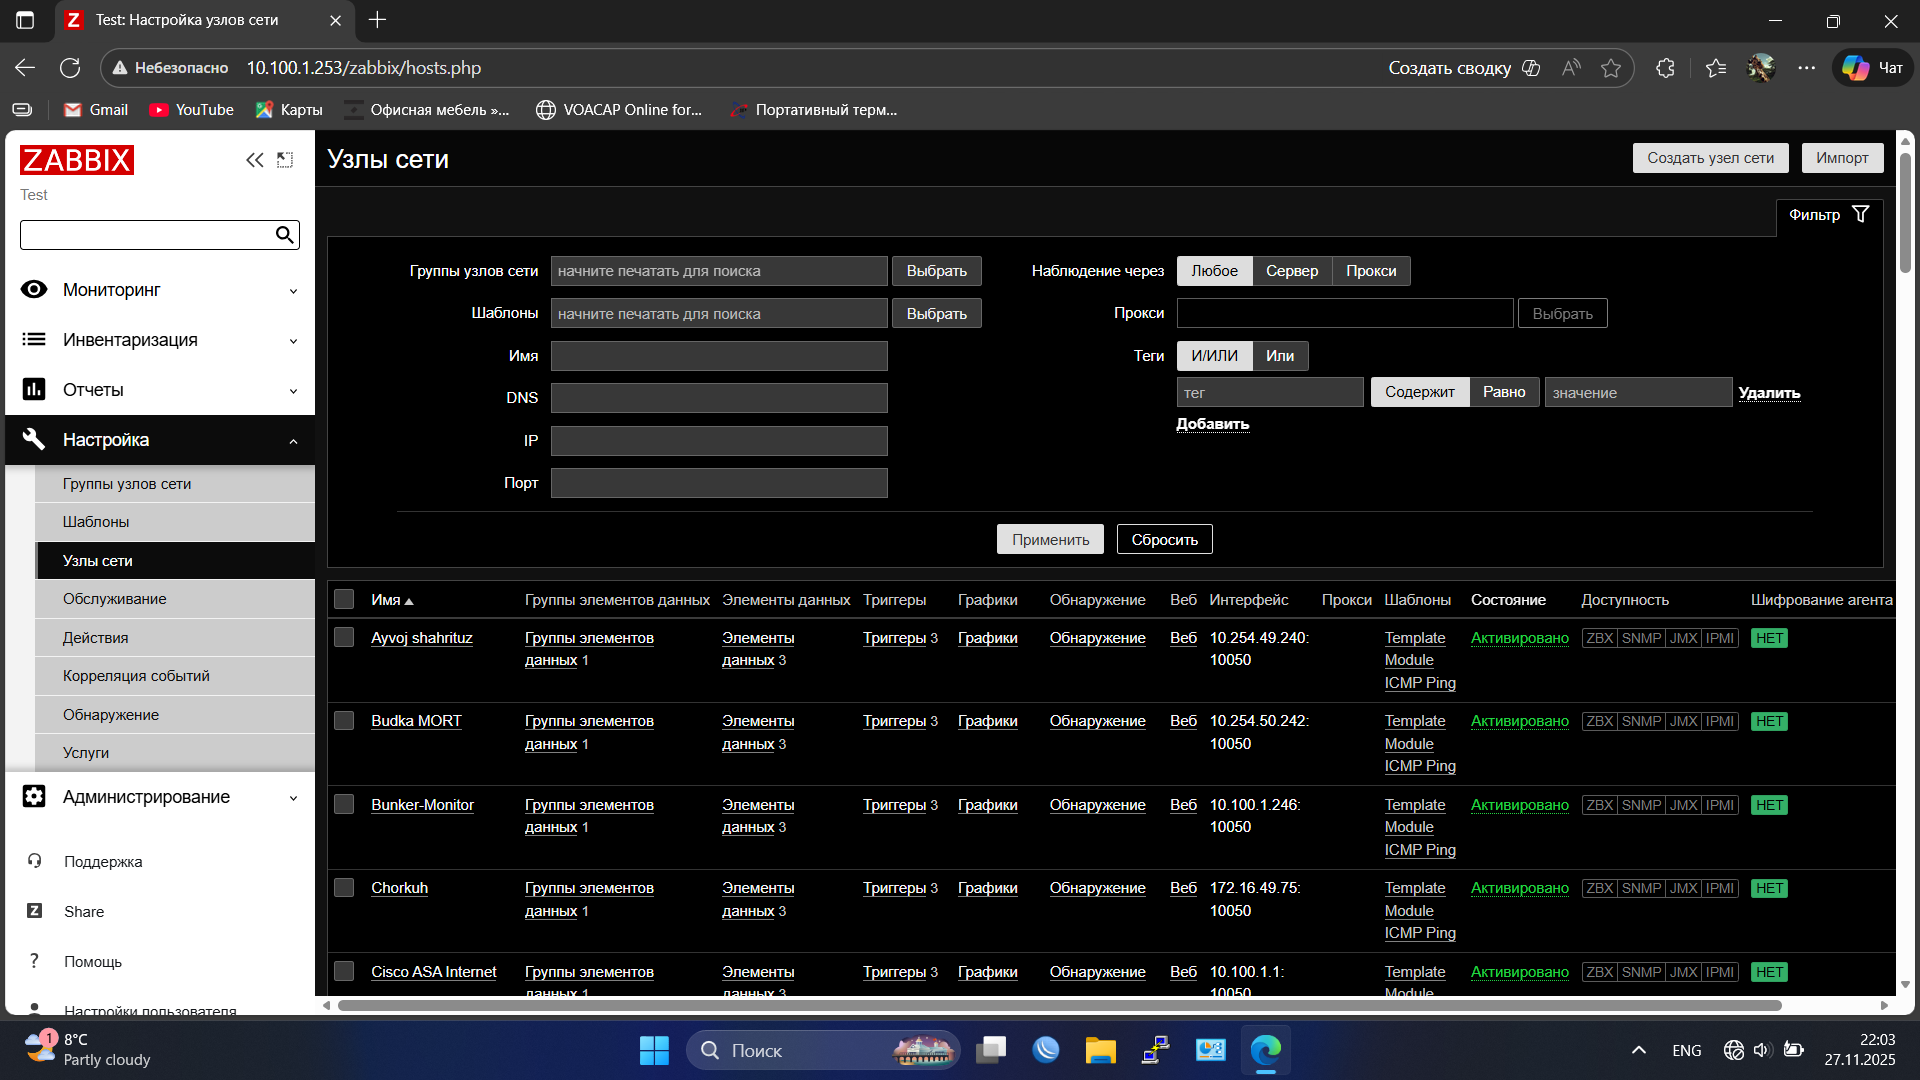 Test: Настройка узлов сети
Небезопасно 10.100.1.253/zabbix/hosts.php
Создать сводку
Чат
Gmail
YouTube
Карты
Офисная мебель »...
VOACAP Online for...
Портативный терм...
ZABBIX
Test
Мониторинг
Инвентаризация
Отчеты
Настройка
Группы узлов сети
Шаблоны
Узлы сети
Обслуживание
Действия
Корреляция событий
Обнаружение
Услуги
Администрирование
Поддержка
Z Share
? Помощь
Настройки пользователя
Узлы сети
Создать узел сети
Импорт
Фильтр
Группы узлов сети начните печатать для поиска Выбрать
Шаблоны начните печатать для поиска Выбрать
Имя
DNS
IP
Порт
Наблюдение через Любое Сервер Прокси
Прокси Выбрать
Теги И/ИЛИ Или
тег Содержит Равно значение Удалить
Добавить
Применить Сбросить
Имя Группы элементов данных Элементы данных Триггеры Графики Обнаружение Веб Интерфейс Прокси Шаблоны Состояние Доступность Шифрование агента
Ayvoj shahrituz Группы элементов Элементы Триггеры 3 Графики Обнаружение Веб 10.254.49.240: Template Активировано ZBX SNMP JMX IPMI НЕТ
данных 1 данных 3 10050 Module
ICMP Ping
Budka MORT Группы элементов Элементы Триггеры 3 Графики Обнаружение Веб 10.254.50.242: Template Активировано ZBX SNMP JMX IPMI НЕТ
данных 1 данных 3 10050 Module
ICMP Ping
Bunker-Monitor Группы элементов Элементы Триггеры 3 Графики Обнаружение Веб 10.100.1.246: Template Активировано ZBX SNMP JMX IPMI НЕТ
данных 1 данных 3 10050 Module
ICMP Ping
Chorkuh Группы элементов Элементы Триггеры 3 Графики Обнаружение Веб 172.16.49.75: Template Активировано ZBX SNMP JMX IPMI НЕТ
данных 1 данных 3 10050 Module
ICMP Ping
Cisco ASA Internet Группы элементов Элементы Триггеры 3 Графики Обнаружение Веб 10.100.1.1: Template Активировано ZBX SNMP JMX IPMI НЕТ
данных 1 данных 3 10050 Module
1
8°C
Partly cloudy
Поиск
ENG
22:03
27.11.2025